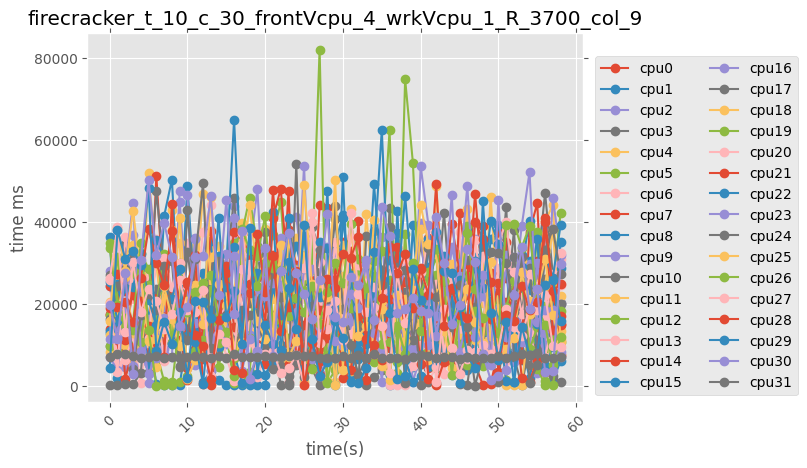 firecracker_t_10_c_30_frontVcpu_4_wrkVcpu_1_R_3700_col_9
time ms
80000
60000
40000
20000
0
0
10
20
30
40
50
60
time(s)
cpu0
cpu1
cpu2
cpu3
cpu4
cpu5
cpu6
cpu7
cpu8
cpu9
cpu10
cpu11
cpu12
cpu13
cpu14
cpu15
cpu16
cpu17
cpu18
cpu19
cpu20
cpu21
cpu22
cpu23
cpu24
cpu25
cpu26
cpu27
cpu28
cpu29
cpu30
cpu31